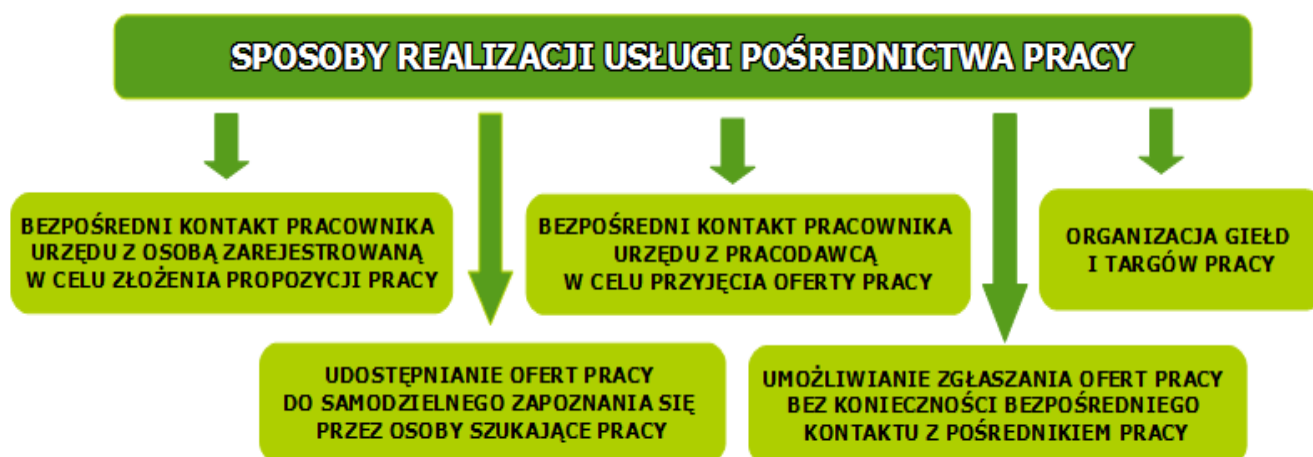 SPOSOBY REALIZACJI USŁUGI POŚREDNICTWA PRACY
BEZPOŚREDNI KONTAKT PRACOWNIKA
URZĘDU Z OSOBĄ ZAREJESTROWANĄ
W CELU ZŁOŻENIA PROPOZYCJI PRACY
BEZPOŚREDNI KONTAKT PRACOWNIKA
URZĘDU Z PRACODAWCĄ
W CELU PRZYJĘCIA OFERTY PRACY
ORGANIZACJA GIEŁD
I TARGÓW PRACY
UDOSTĘPNIANIE OFERT PRACY
DO SAMODZIELNEGO ZAPOZNANIA SIĘ
PRZEZ OSOBY SZUKAJĄCE PRACY
UMOŻLIWIANIE ZGŁASZANIA OFERT PRACY
BEZ KONIECZNOŚCI BEZPOŚREDNIEGO
KONTAKTU Z POŚREDNIKIEM PRACY